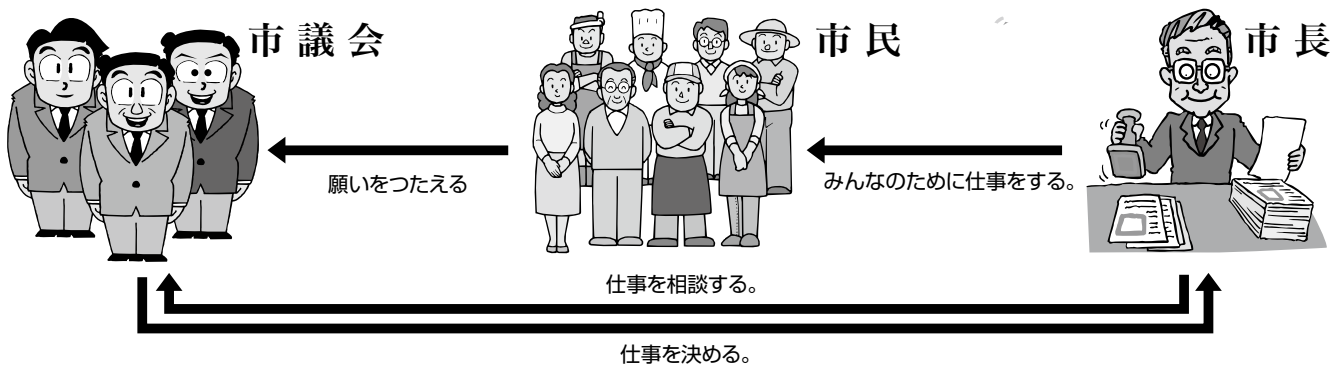 市議会
市民
市長
願いをつたえる
みんなのために仕事をする。
仕事を相談する。
仕事を決める。